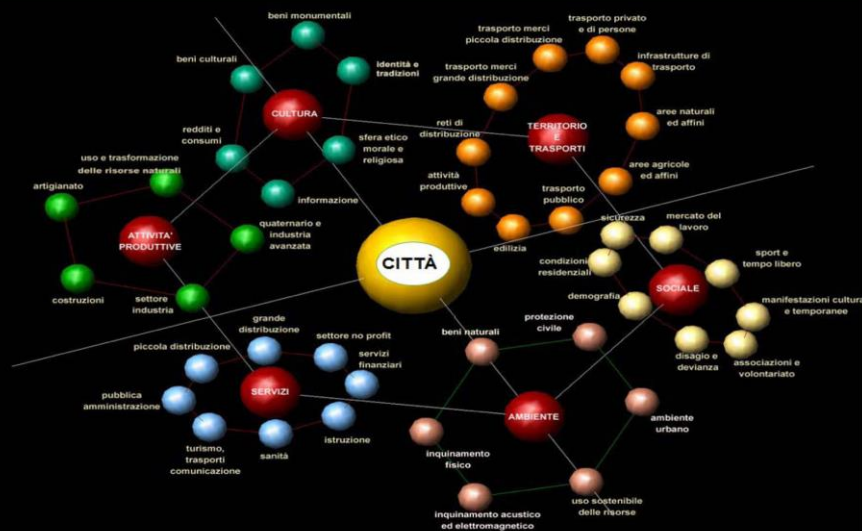 beni monumentali
beni culturali
identità e
tradizioni
CULTURA
redditi e
consumi
sfera etico
morale e
religiosa
informazione
trasporto merci
piccola distribuzione
trasporto privato
e di persone
trasporto merci
grande distribuzione
infrastrutture di
trasporto
reti di
distribuzione
TERRITORIO
E
TRASPORTI
aree naturali
ed affini
attività
produttive
trasporto
pubblico
aree agricole
ed affini
edilizia
uso e trasformazione
delle risorse naturali
artigianato
ATTIVITA'
PRODUTTIVE
quaternario e
industria
avanzata
costruzioni
settore
industria
CITTÀ
sicurezza
mercato del
lavoro
condizioni
residenziali
sport e
tempo libero
SOCIALE
demografia
manifestazioni cultura
e temporanee
disagio e
devianza
associazioni e
volontariato
grande
distribuzione
settore no profit
piccola distribuzione
servizi
finanziari
SERVIZI
pubblica
amministrazione
turismo,
trasporti
comunicazione
sanità
istruzione
beni naturali
protezione
civile
AMBIENTE
ambiente
urbano
inquinamento
fisico
inquinamento acustico
ed elettromagnetico
uso sostenibile
delle risorse